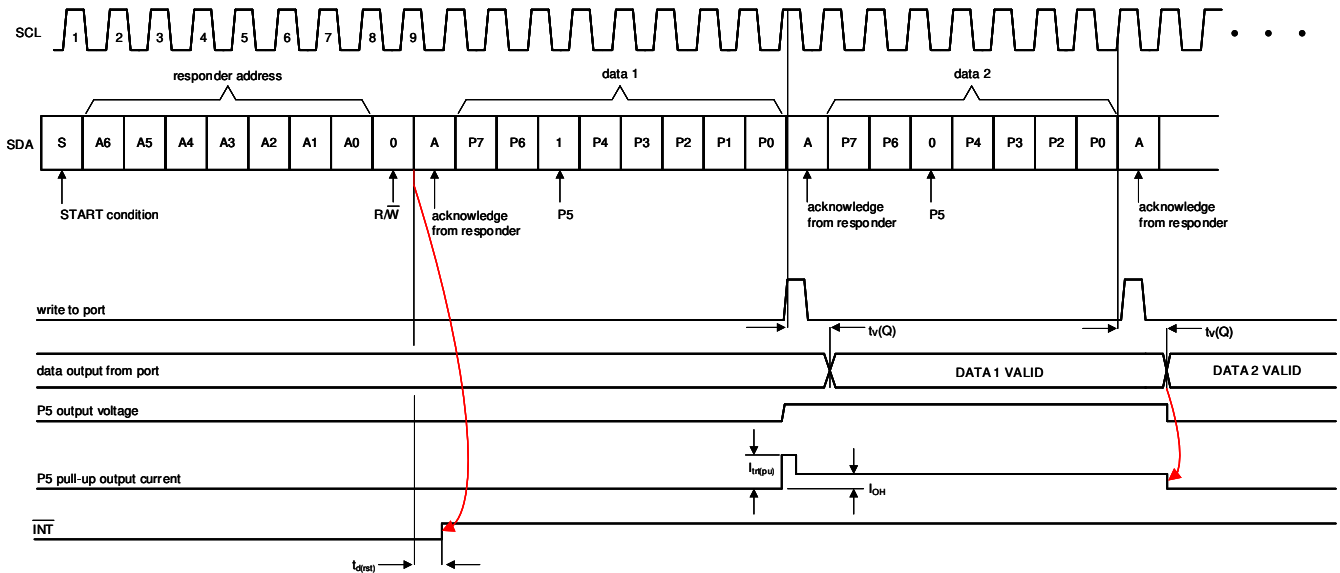 SCL 1 2 3 4 5 6 7 8 9 • • •
responder address data 1 data 2
SDA S A6 A5 A4 A3 A2 A1 A0 0 A P7 P6 1 P4 P3 P2 P1 P0 A P7 P6 0 P4 P3 P2 P0 A
START condition R/W̅ acknowledge P5 acknowledge P5 acknowledge
from responder from responder from responder
write to port
tv(Q) tv(Q)
data output from port DATA 1 VALID DATA 2 VALID
P5 output voltage
Itrt(pu)
P5 pull-up output current IOH
I̅N̅T̅
td(rst)